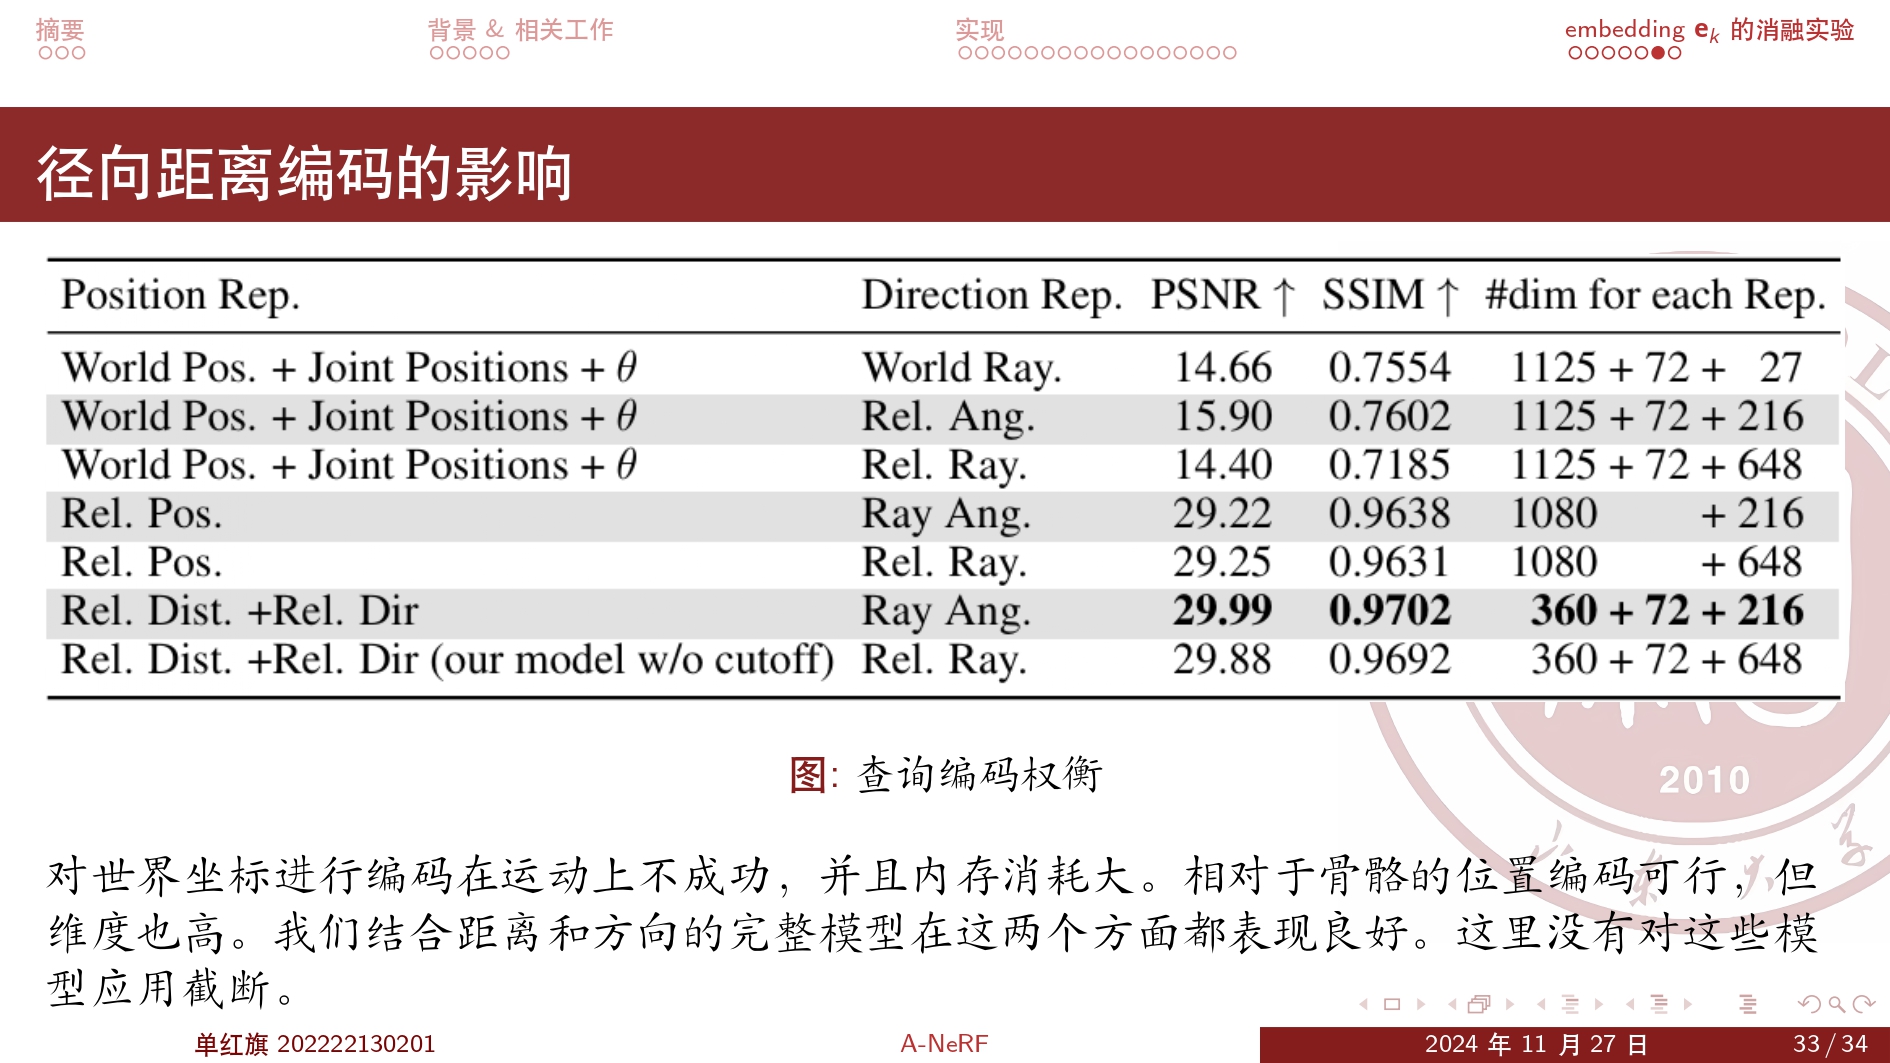 摘要 背景 & 相关工作 实现 embedding e_k 的消融实验
径向距离编码的影响
Position Rep. Direction Rep. PSNR ↑ SSIM ↑ #dim for each Rep.
World Pos. + Joint Positions + θ World Ray. 14.66 0.7554 1125 + 72 + 27
World Pos. + Joint Positions + θ Rel. Ang. 15.90 0.7602 1125 + 72 + 216
World Pos. + Joint Positions + θ Rel. Ray. 14.40 0.7185 1125 + 72 + 648
Rel. Pos. Ray Ang. 29.22 0.9638 1080 + 216
Rel. Pos. Rel. Ray. 29.25 0.9631 1080 + 648
Rel. Dist. +Rel. Dir Ray Ang. 29.99 0.9702 360 + 72 + 216
Rel. Dist. +Rel. Dir (our model w/o cutoff) Rel. Ray. 29.88 0.9692 360 + 72 + 648
图: 查询编码权衡
2010
对世界坐标进行编码在运动上不成功，并且内存消耗大。相对于骨骼的位置编码可行，但
维度也高。我们结合距离和方向的完整模型在这两个方面都表现良好。这里没有对这些模
型应用截断。
单红旗 202222130201 A-NeRF 2024 年 11 月 27 日 33 / 34